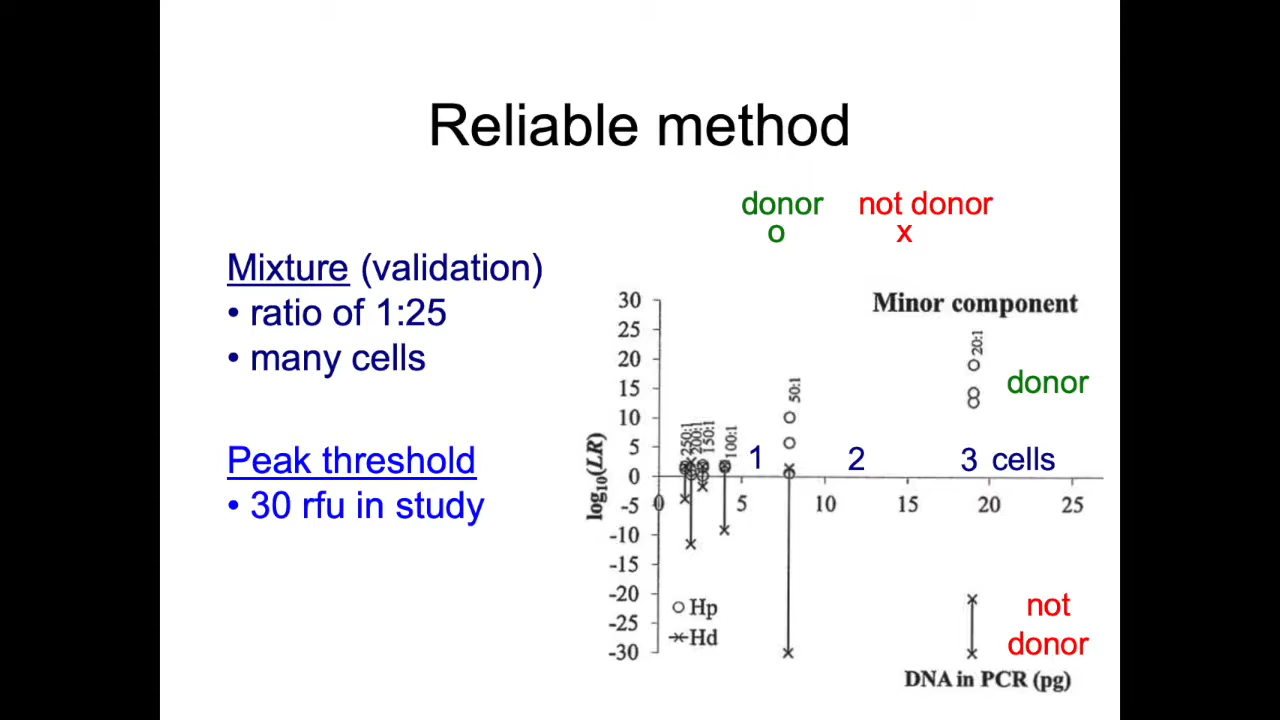 Reliable method
donor not donor
o x
Mixture (validation)
• ratio of 1:25
• many cells
Peak threshold
• 30 rfu in study
Minor component
30
25
20
15
10
5
0
-5
-10
-15
-20
-25
-30
log10(LR)
250:1
200:1
150:1
100:1
50:1
20:1
donor
1 2 3 cells
0 5 10 15 20 25
Hp
Hd
not
donor
DNA in PCR (pg)